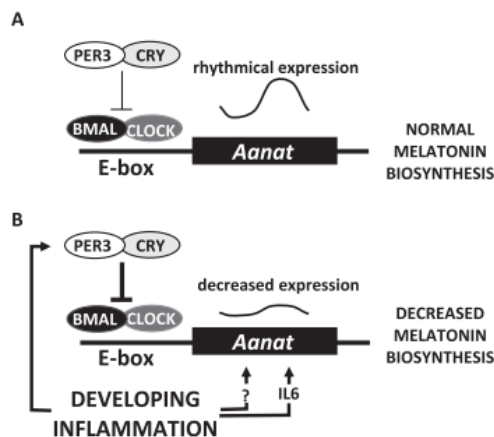 A
PER3 CRY
rhythmical expression
BMAL CLOCK
Aanat
E-box
NORMAL
MELATONIN
BIOSYNTHESIS
B
PER3 CRY
decreased expression
BMAL CLOCK
Aanat
E-box
DECREASED
MELATONIN
BIOSYNTHESIS
? IL6
DEVELOPING
INFLAMMATION